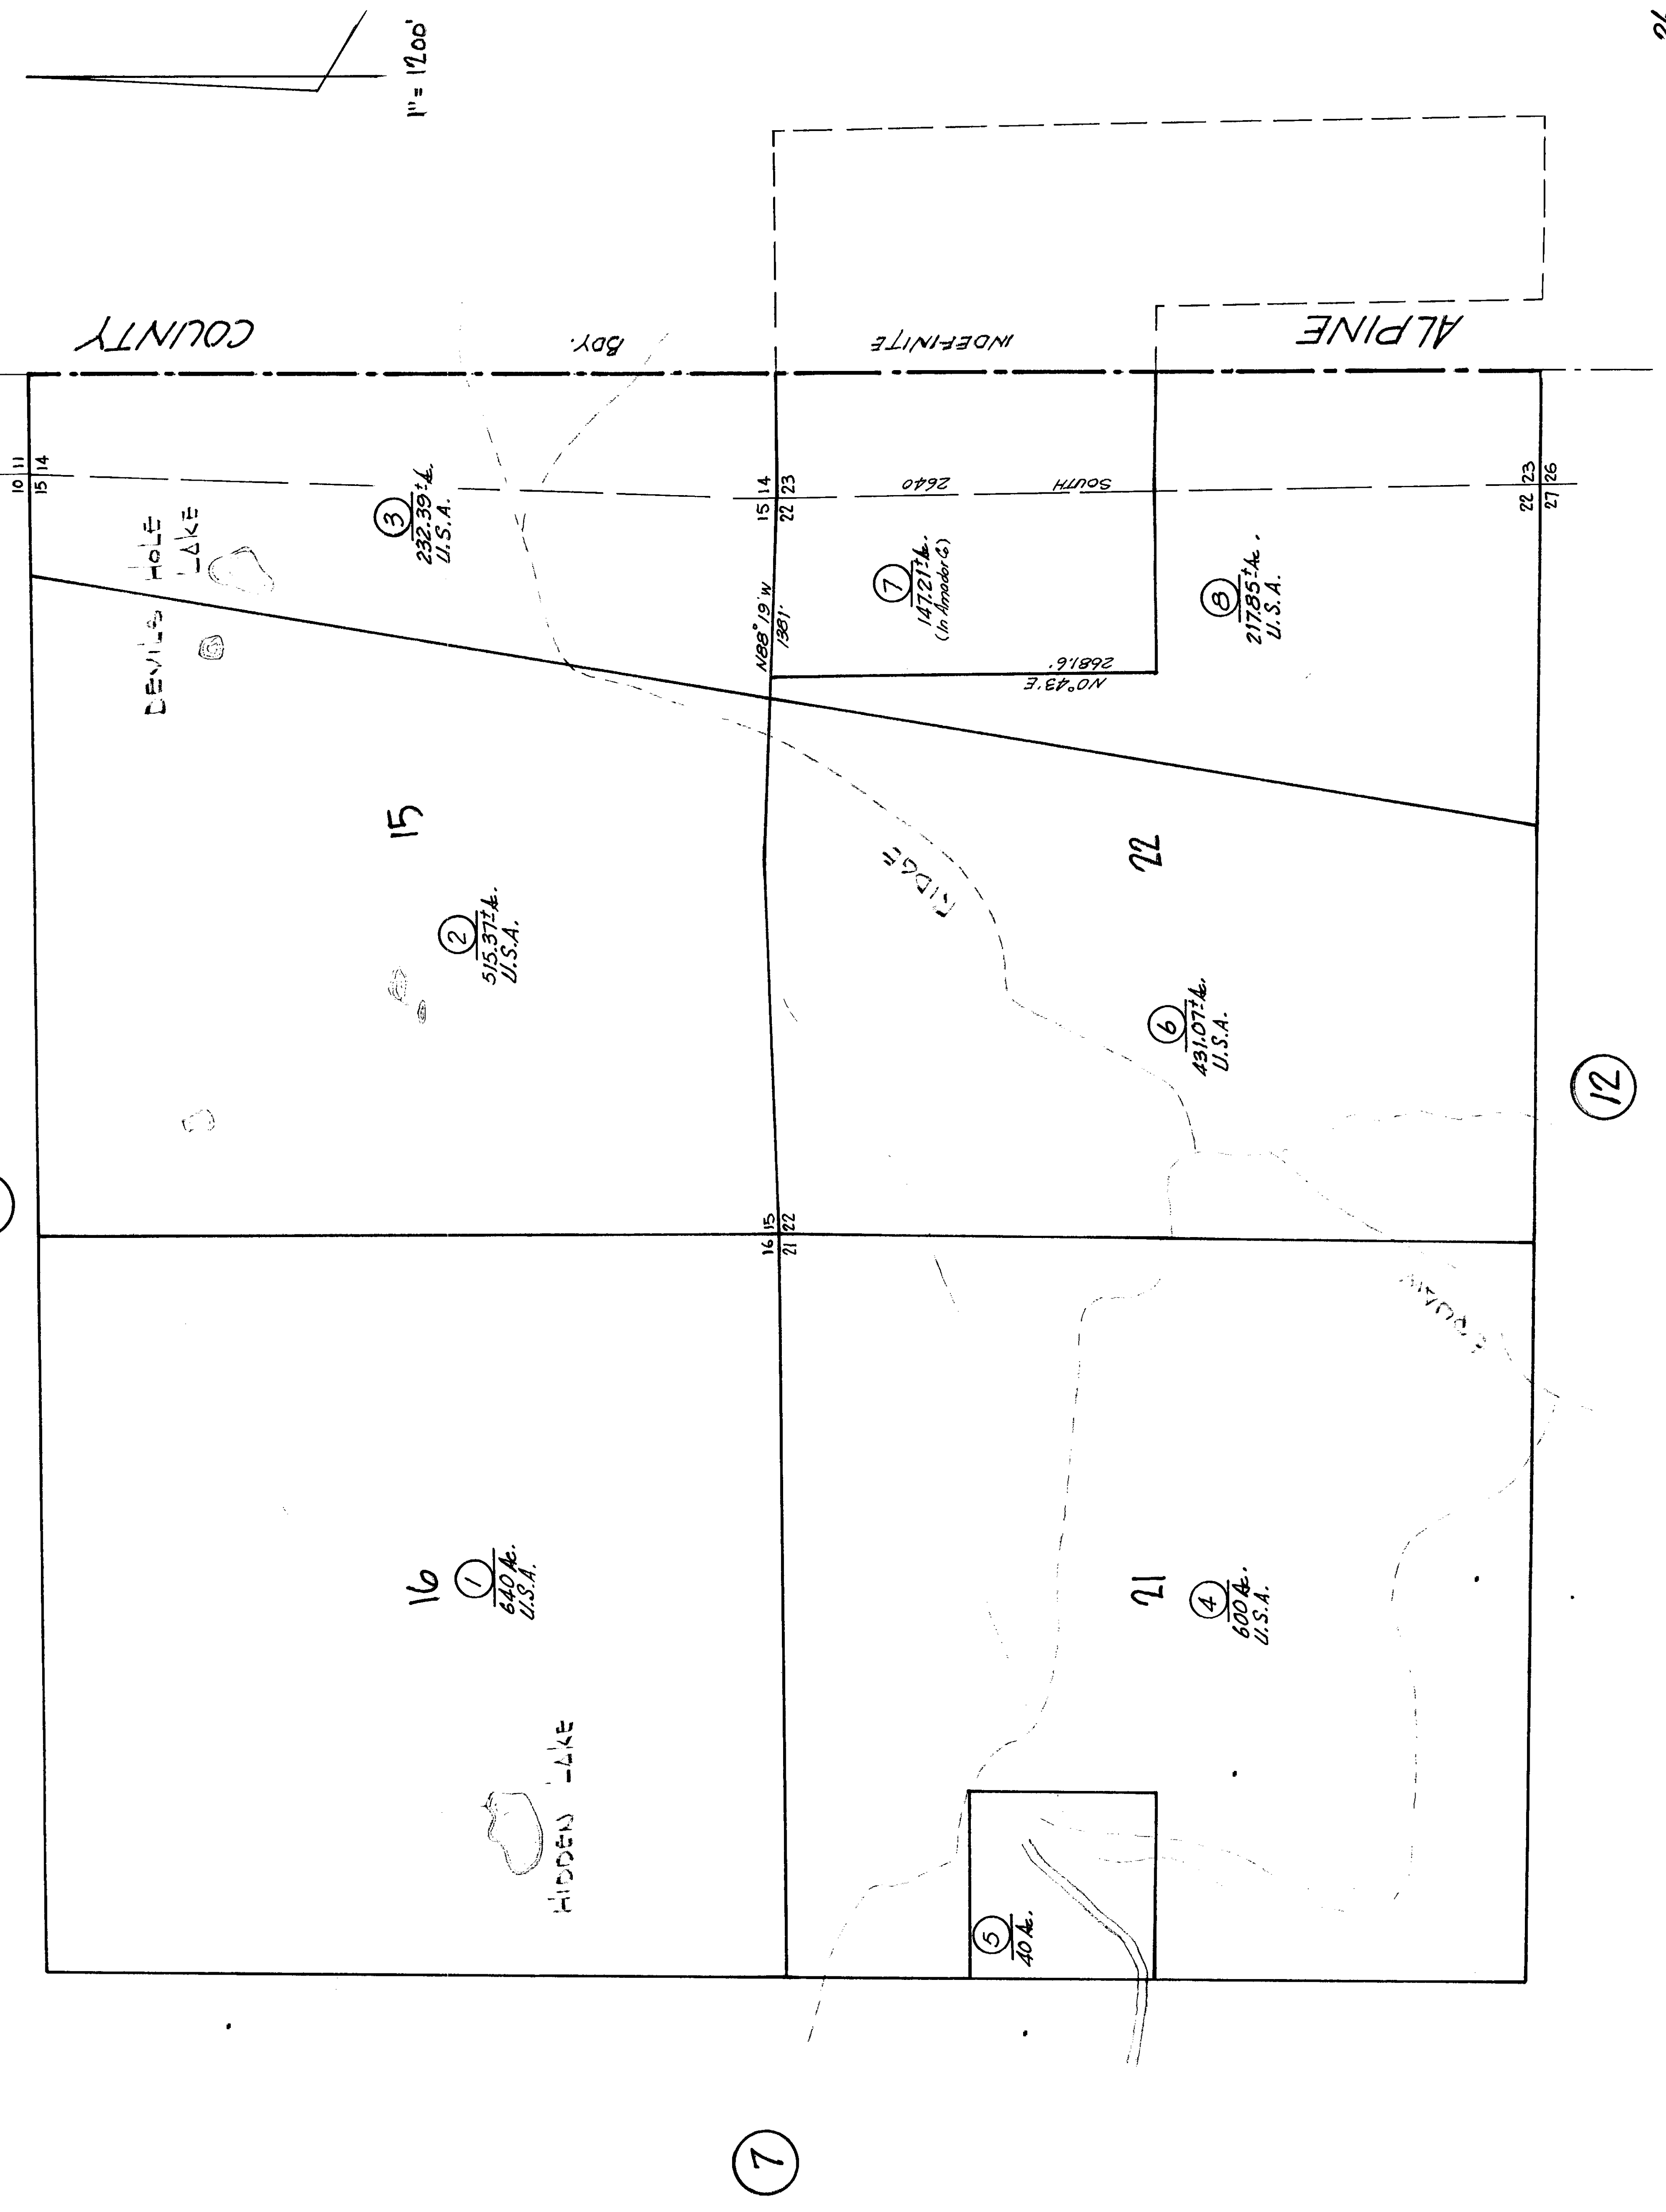 1" = 1200'
COUNTY
BDY.
INDEFINITE
ALPINE
10 11
15 14
DEVILS HOLE
LAKE
3
232.39± Ac.
U.S.A.
15 14
22 23
N88°19'W
1381'
2640
SOUTH
7
147.21± Ac.
(In Amador Co)
N0°43'E
2681.6'
8
217.85± Ac.
U.S.A.
22 23
27 26
15
2
515.37± Ac.
U.S.A.
RIDGE
22
6
431.07± Ac.
U.S.A.
12
16 15
21 22
SQUAW
16
1
640 Ac.
U.S.A.
HIDDEN LAKE
21
4
600 Ac.
U.S.A.
5
40 Ac.
7